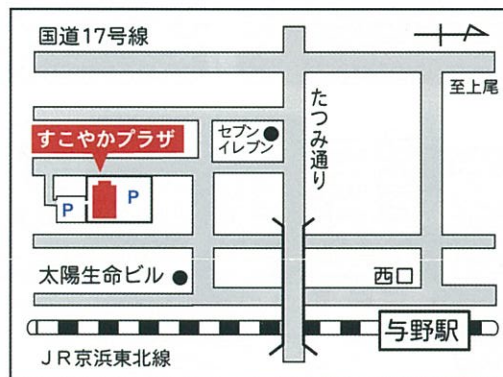 国道17号線
至上尾
たつみ通り
セブン
イレブン
すこやかプラザ
P
P
太陽生命ビル
西口
与野駅
JR京浜東北線